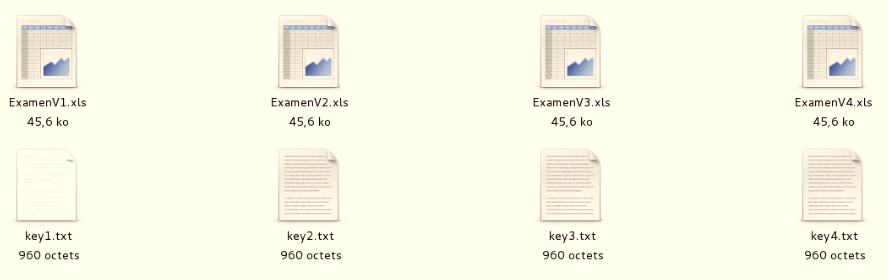 ExamenV1.xls ExamenV2.xls ExamenV3.xls ExamenV4.xls
45,6 ko 45,6 ko 45,6 ko 45,6 ko
key1.txt key2.txt key3.txt key4.txt
960 octets 960 octets 960 octets 960 octets